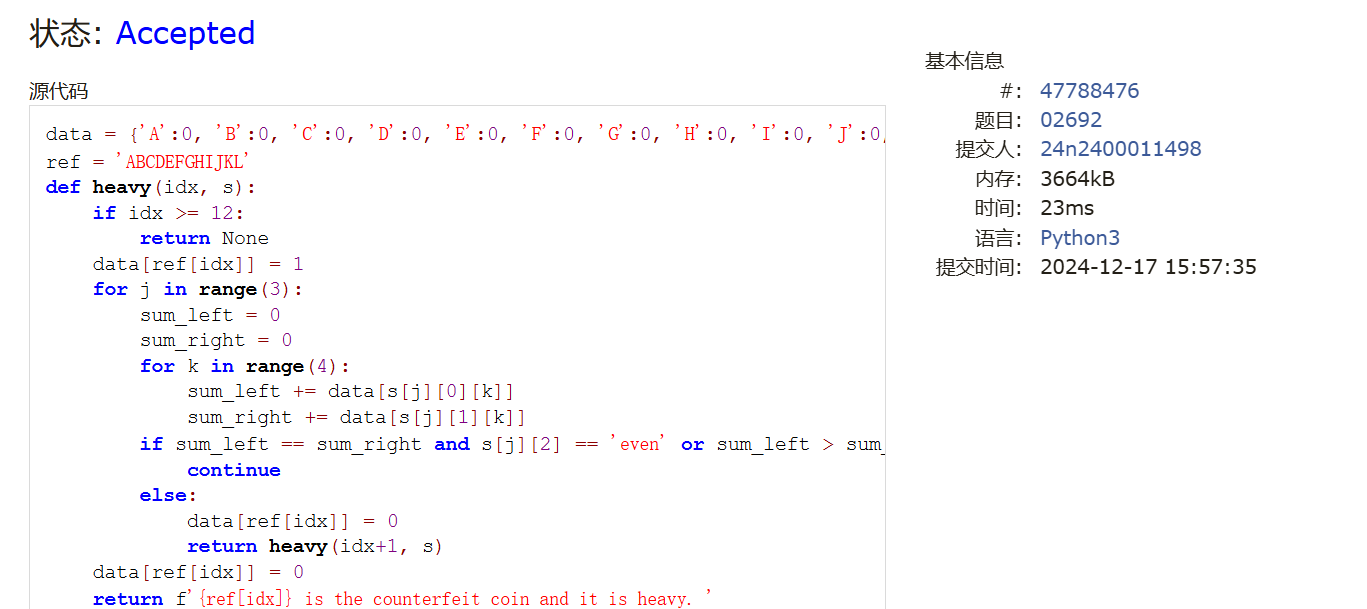 状态: Accepted
源代码
data = {'A':0, 'B':0, 'C':0, 'D':0, 'E':0, 'F':0, 'G':0, 'H':0, 'I':0, 'J':0,
ref = 'ABCDEFGHIJKL'
def heavy(idx, s):
    if idx >= 12:
        return None
    data[ref[idx]] = 1
    for j in range(3):
        sum_left = 0
        sum_right = 0
        for k in range(4):
            sum_left += data[s[j][0][k]]
            sum_right += data[s[j][1][k]]
        if sum_left == sum_right and s[j][2] == 'even' or sum_left > sum_
            continue
        else:
            data[ref[idx]] = 0
            return heavy(idx+1, s)
    data[ref[idx]] = 0
    return f'{ref[idx]} is the counterfeit coin and it is heavy. '
基本信息
#: 47788476
题目: 02692
提交人: 24n2400011498
内存: 3664kB
时间: 23ms
语言: Python3
提交时间: 2024-12-17 15:57:35